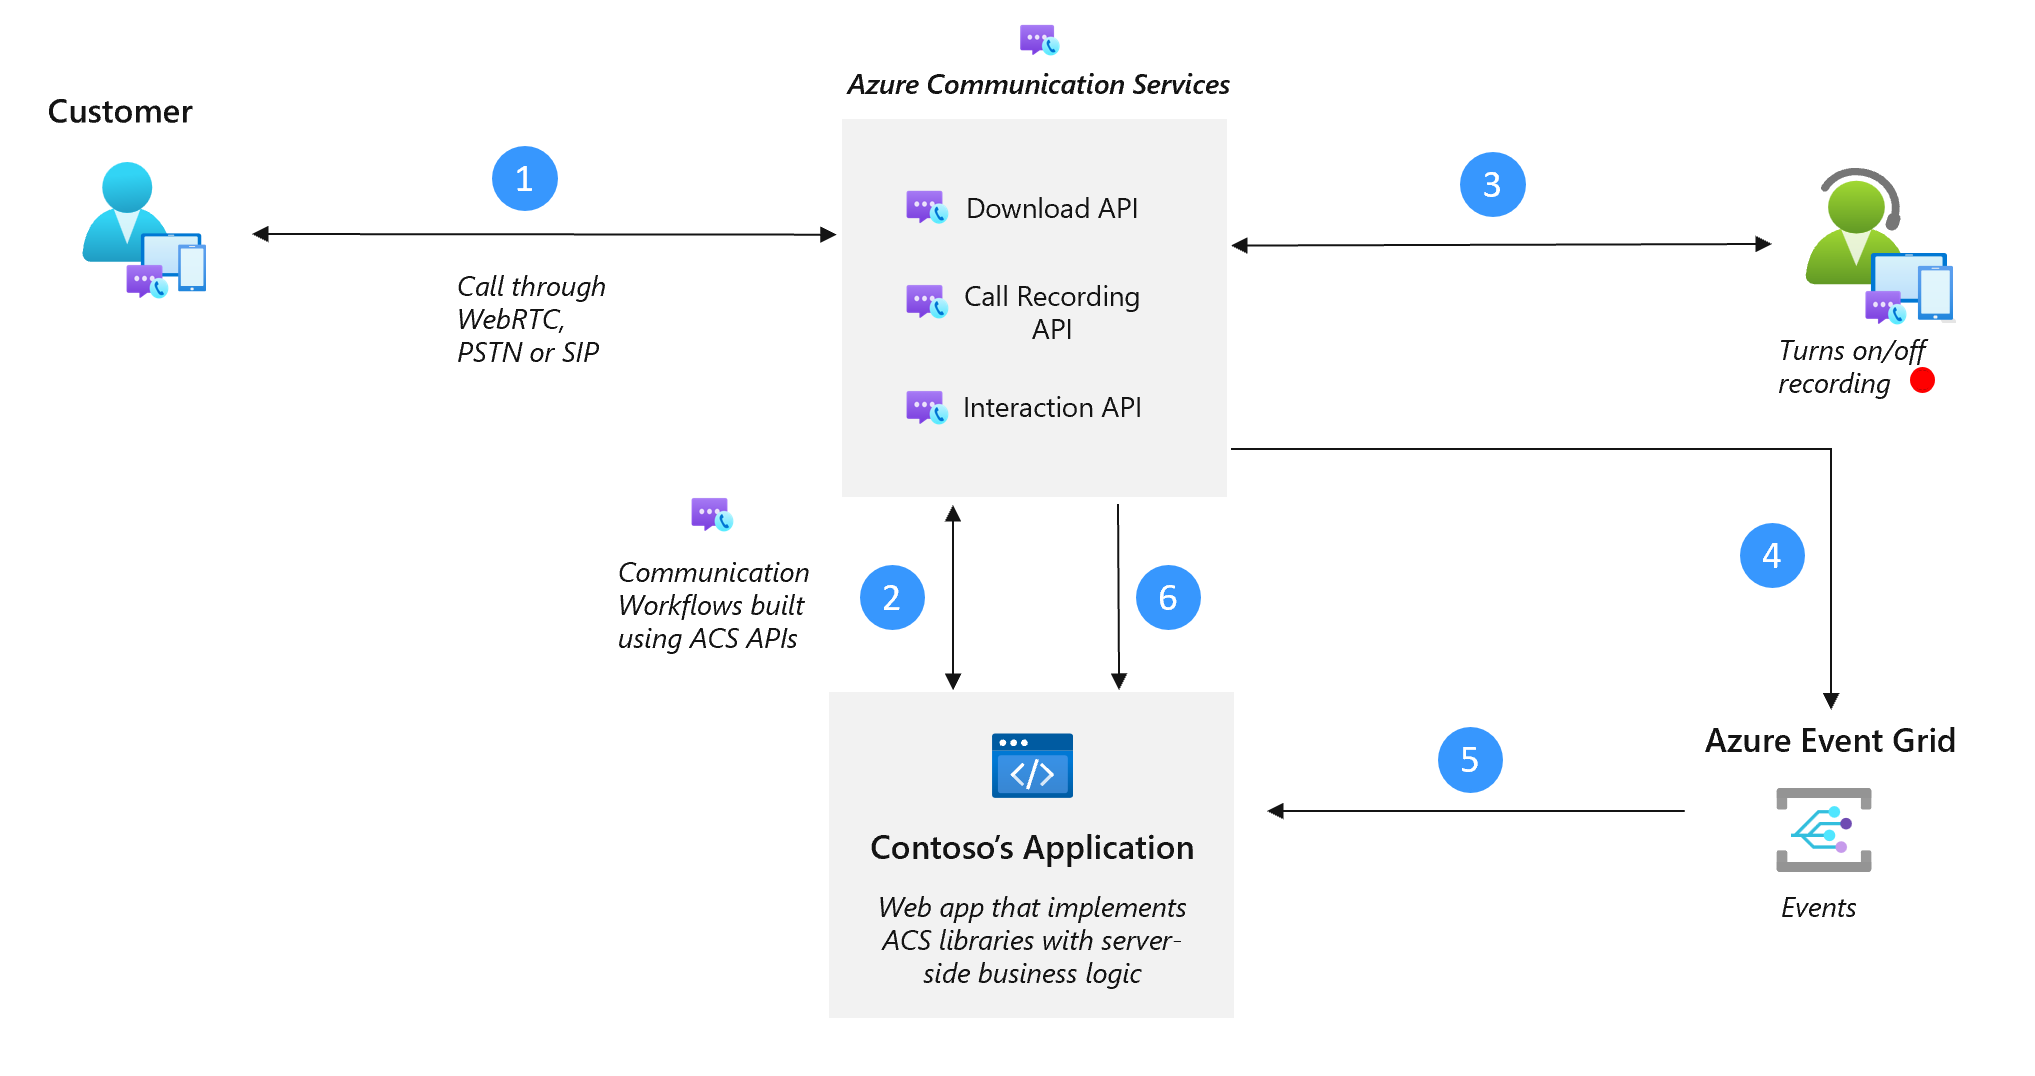 Azure Communication Services
Customer
1
Call through
WebRTC,
PSTN or SIP
Download API
Call Recording
API
Interaction API
3
Turns on/off
recording
Communication
Workflows built
using ACS APIs
2
6
4
Contoso's Application
Web app that implements
ACS libraries with server-
side business logic
5
Azure Event Grid
Events